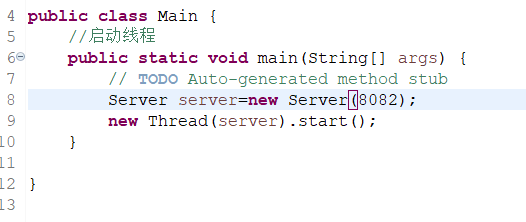 4 public class Main {
5 //启动线程
6 public static void main(String[] args) {
7 // TODO Auto-generated method stub
8 Server server=new Server(8082);
9 new Thread(server).start();
10 }
11
12 }
13